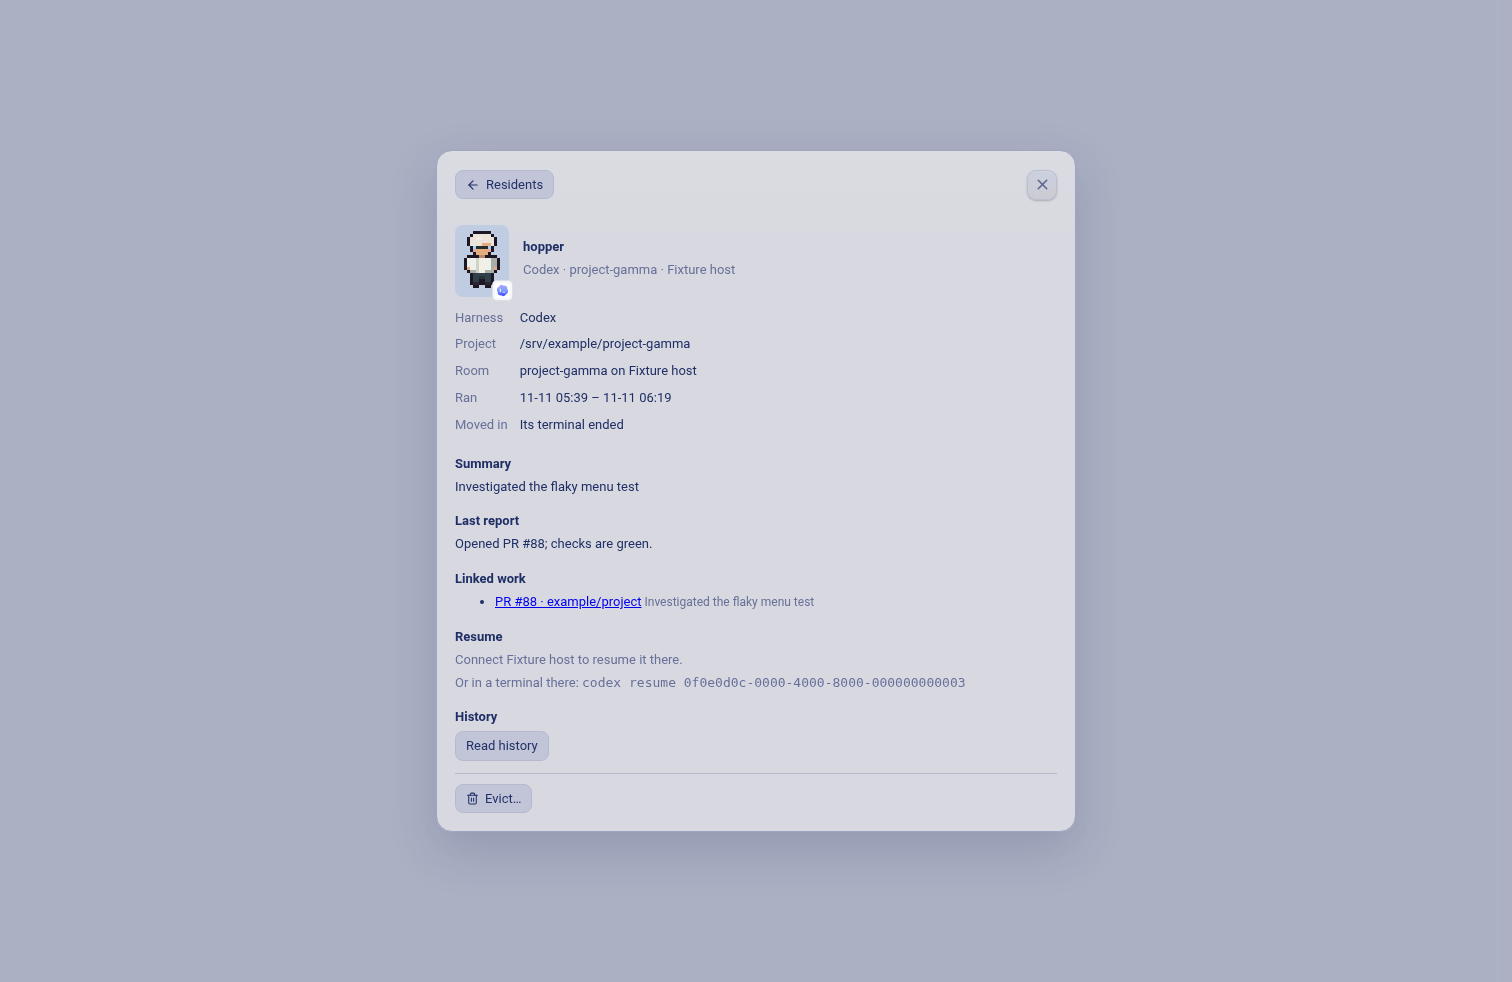 Residents
hopper
Codex · project-gamma · Fixture host
Harness Codex
Project /srv/example/project-gamma
Room project-gamma on Fixture host
Ran 11-11 05:39 – 11-11 06:19
Moved in Its terminal ended
Summary
Investigated the flaky menu test
Last report
Opened PR #88; checks are green.
Linked work
• PR #88 · example/project Investigated the flaky menu test
Resume
Connect Fixture host to resume it there.
Or in a terminal there: codex resume 0f0e0d0c-0000-4000-8000-000000000003
History
Read history
Evict…